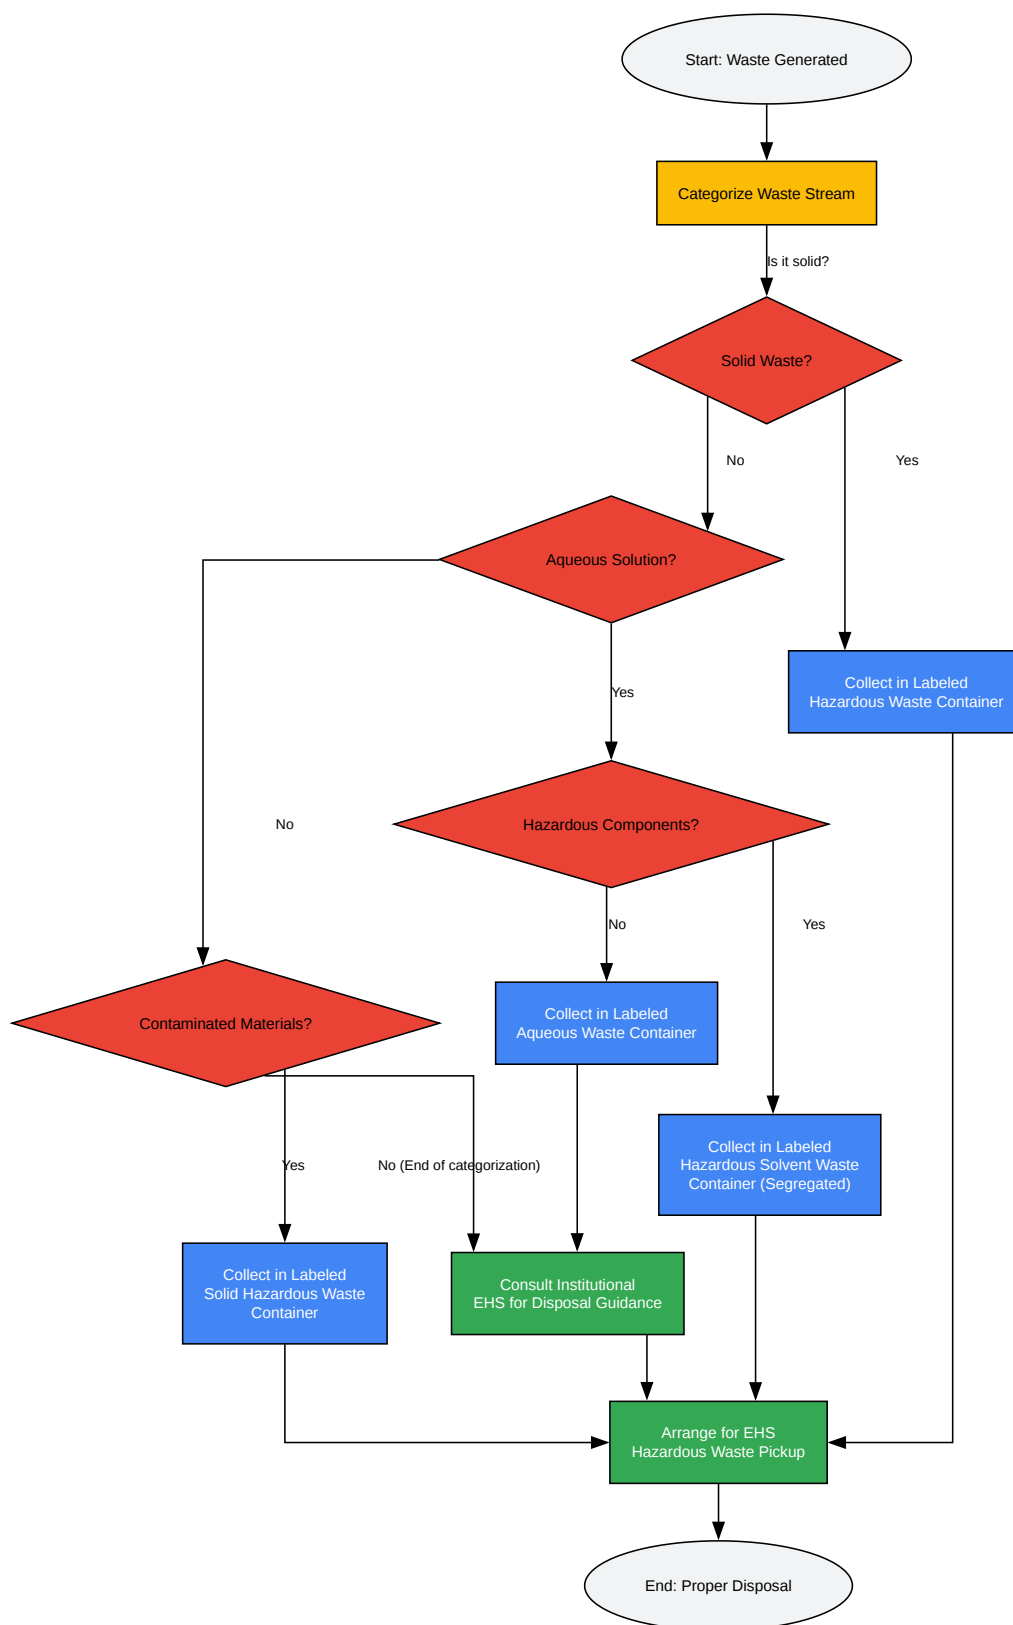 Start: Waste Generated
Categorize Waste Stream
Is it solid?
Solid Waste?
No
Yes
Aqueous Solution?
Yes
Collect in Labeled
Hazardous Waste Container
No
Hazardous Components?
No
Yes
Contaminated Materials?
Collect in Labeled
Aqueous Waste Container
Yes
No (End of categorization)
Collect in Labeled
Hazardous Solvent Waste
Container (Segregated)
Collect in Labeled
Solid Hazardous Waste
Container
Consult Institutional
EHS for Disposal Guidance
Arrange for EHS
Hazardous Waste Pickup
End: Proper Disposal